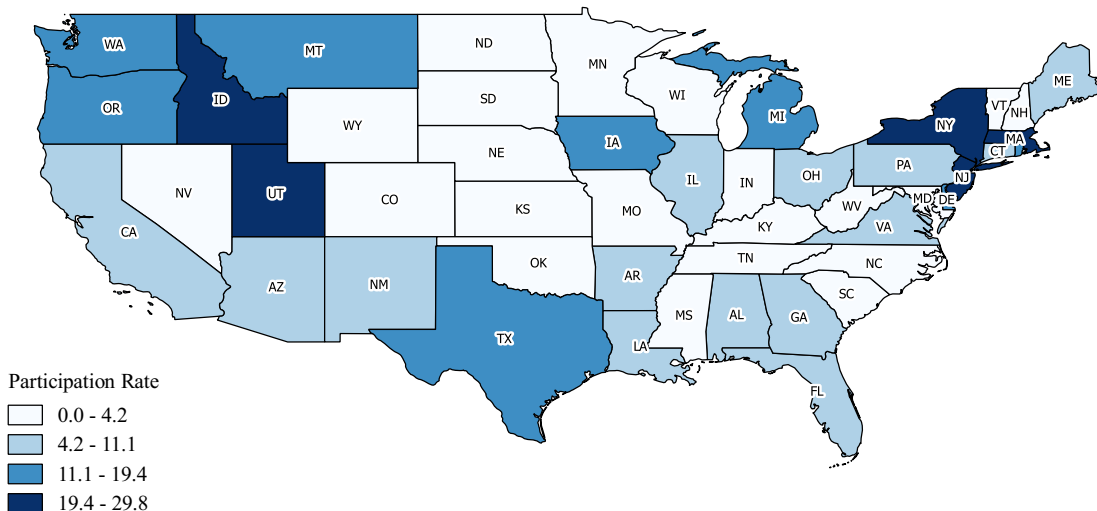 ND
WA
MT
MN
ME
ID
SD
WI
VT
NH
OR
MI
NY
WY
MA
IA
CT
NE
PA
NJ
IL
IN
OH
NV
UT
CO
MD
DE
KS
MO
WV
CA
KY
VA
TN
OK
NC
AZ
NM
AR
SC
MS
AL
GA
TX
LA
FL
Participation Rate
0.0 - 4.2
4.2 - 11.1
11.1 - 19.4
19.4 - 29.8